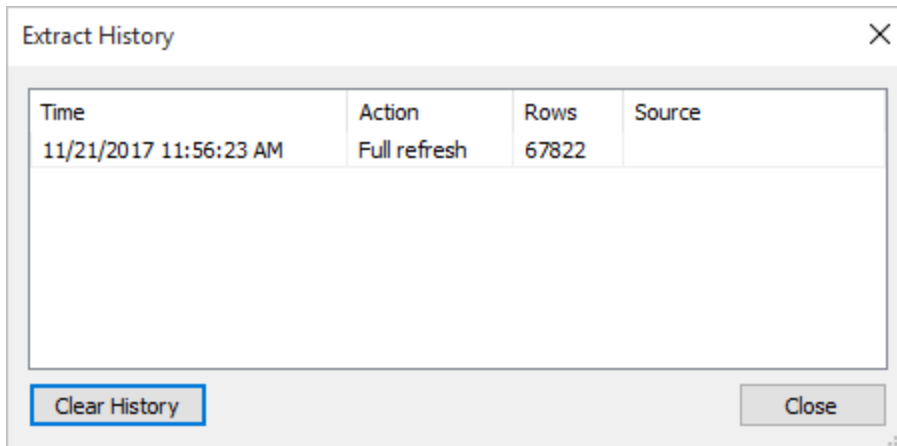 Extract History
Time Action Rows Source
11/21/2017 11:56:23 AM Full refresh 67822
Clear History Close